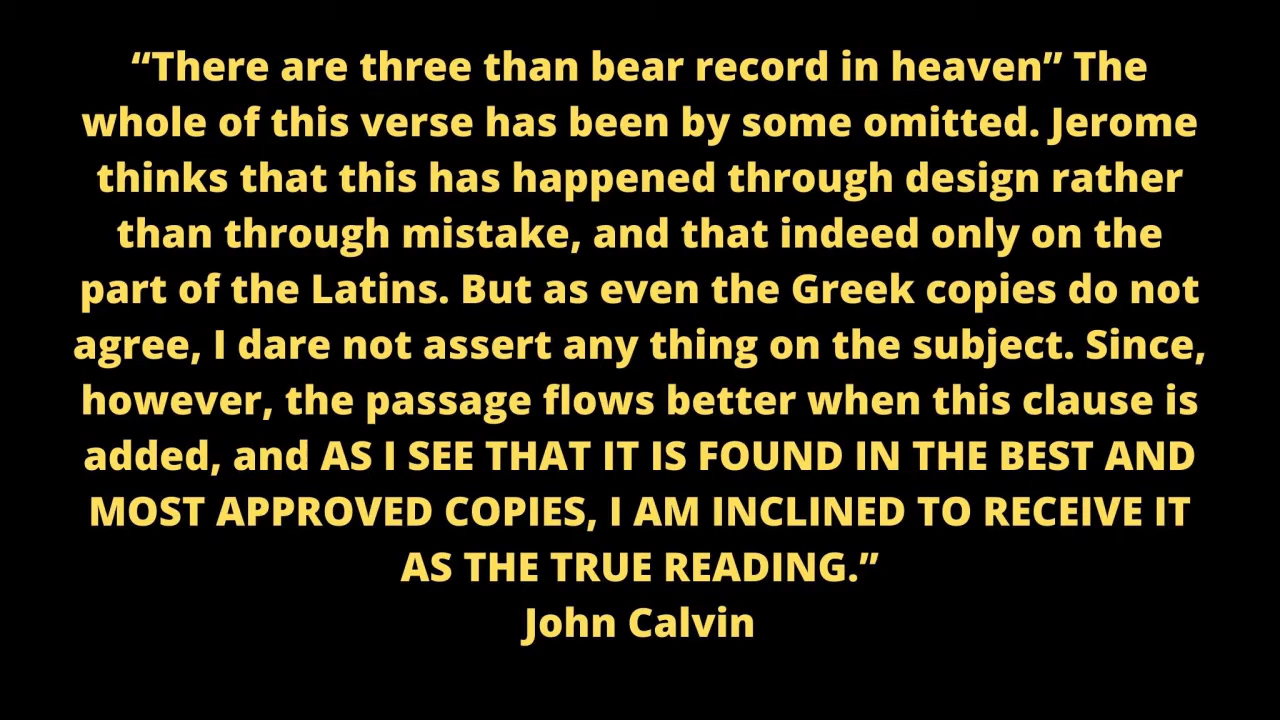 “There are three than bear record in heaven” The
whole of this verse has been by some omitted. Jerome
thinks that this has happened through design rather
than through mistake, and that indeed only on the
part of the Latins. But as even the Greek copies do not
agree, I dare not assert any thing on the subject. Since,
however, the passage flows better when this clause is
added, and AS I SEE THAT IT IS FOUND IN THE BEST AND
MOST APPROVED COPIES, I AM INCLINED TO RECEIVE IT
AS THE TRUE READING.”
John Calvin